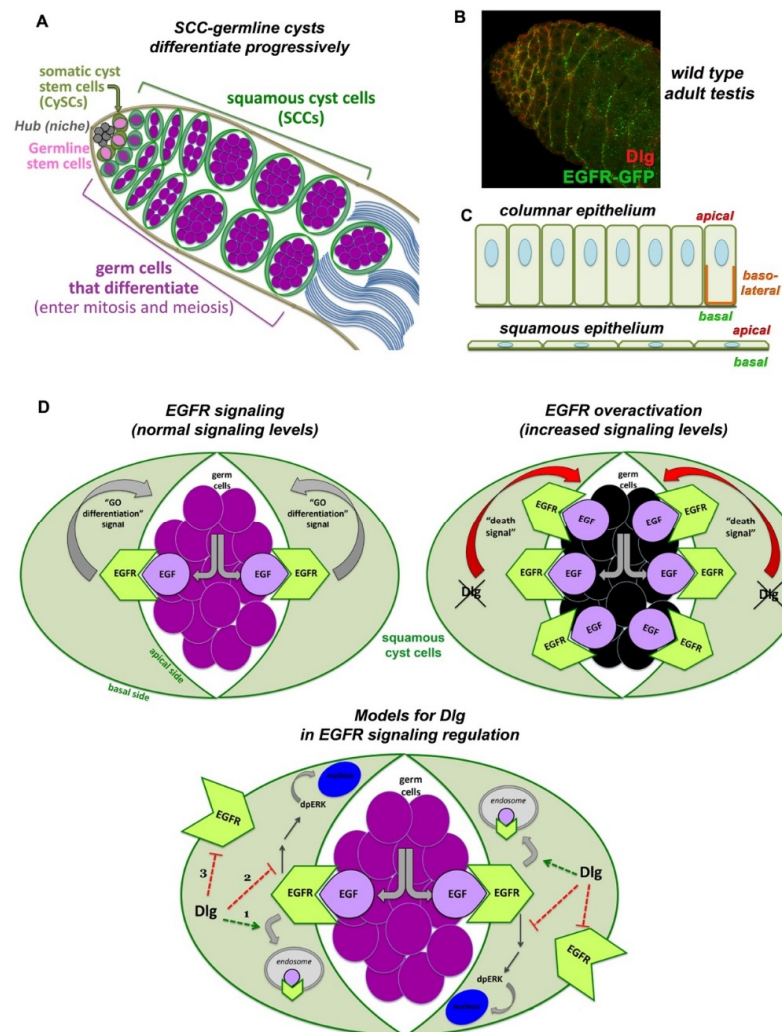 A
SCC-germline cysts
differentiate progressively
somatic cyst
stem cells
(CySCs)
squamous cyst cells
(SCCs)
Hub (niche)
Germline
stem cells
germ cells
that differentiate
(enter mitosis and meiosis)
B
wild type
adult testis
Dlg
EGFR-GFP
C
columnar epithelium
apical
baso-
lateral
basal
squamous epithelium
apical
basal
D
EGFR signaling
(normal signaling levels)
germ
cells
"GO
differentiation"
signal
"GO
differentiation"
signal
EGFR
EGF
EGF
EGFR
apical side
basal side
squamous
cyst cells
EGFR overactivation
(increased signaling levels)
germ
cells
EGFR
EGF
EGF
EGFR
"death
signal"
"death
signal"
EGFR
EGF
EGF
EGFR
Dlg
Dlg
EGFR
EGF
EGF
EGFR
Models for Dlg
in EGFR signaling regulation
germ
cells
EGFR
dpERK
endosome
3
2
Dlg
1
EGFR
EGF
EGF
EGFR
Dlg
endosome
EGFR
dpERK